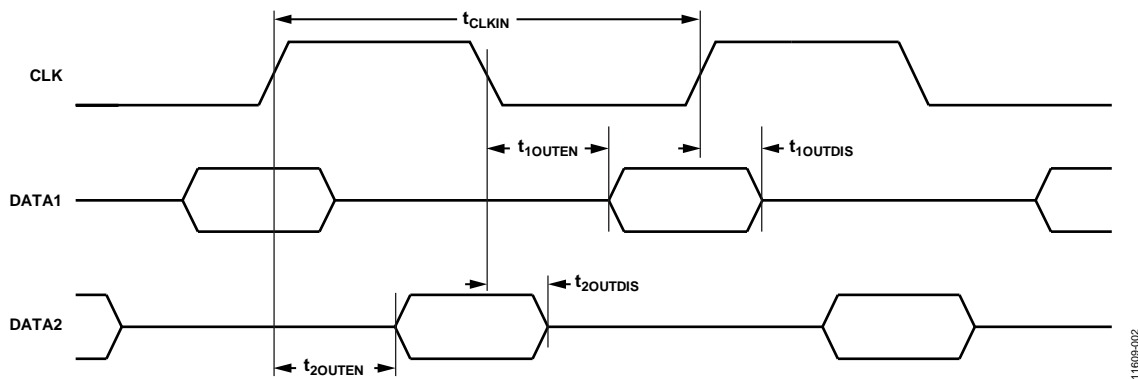 tCLKIN
CLK
t1OUTEN
t1OUTDIS
DATA1
t2OUTDIS
DATA2
t2OUTEN
11609-002